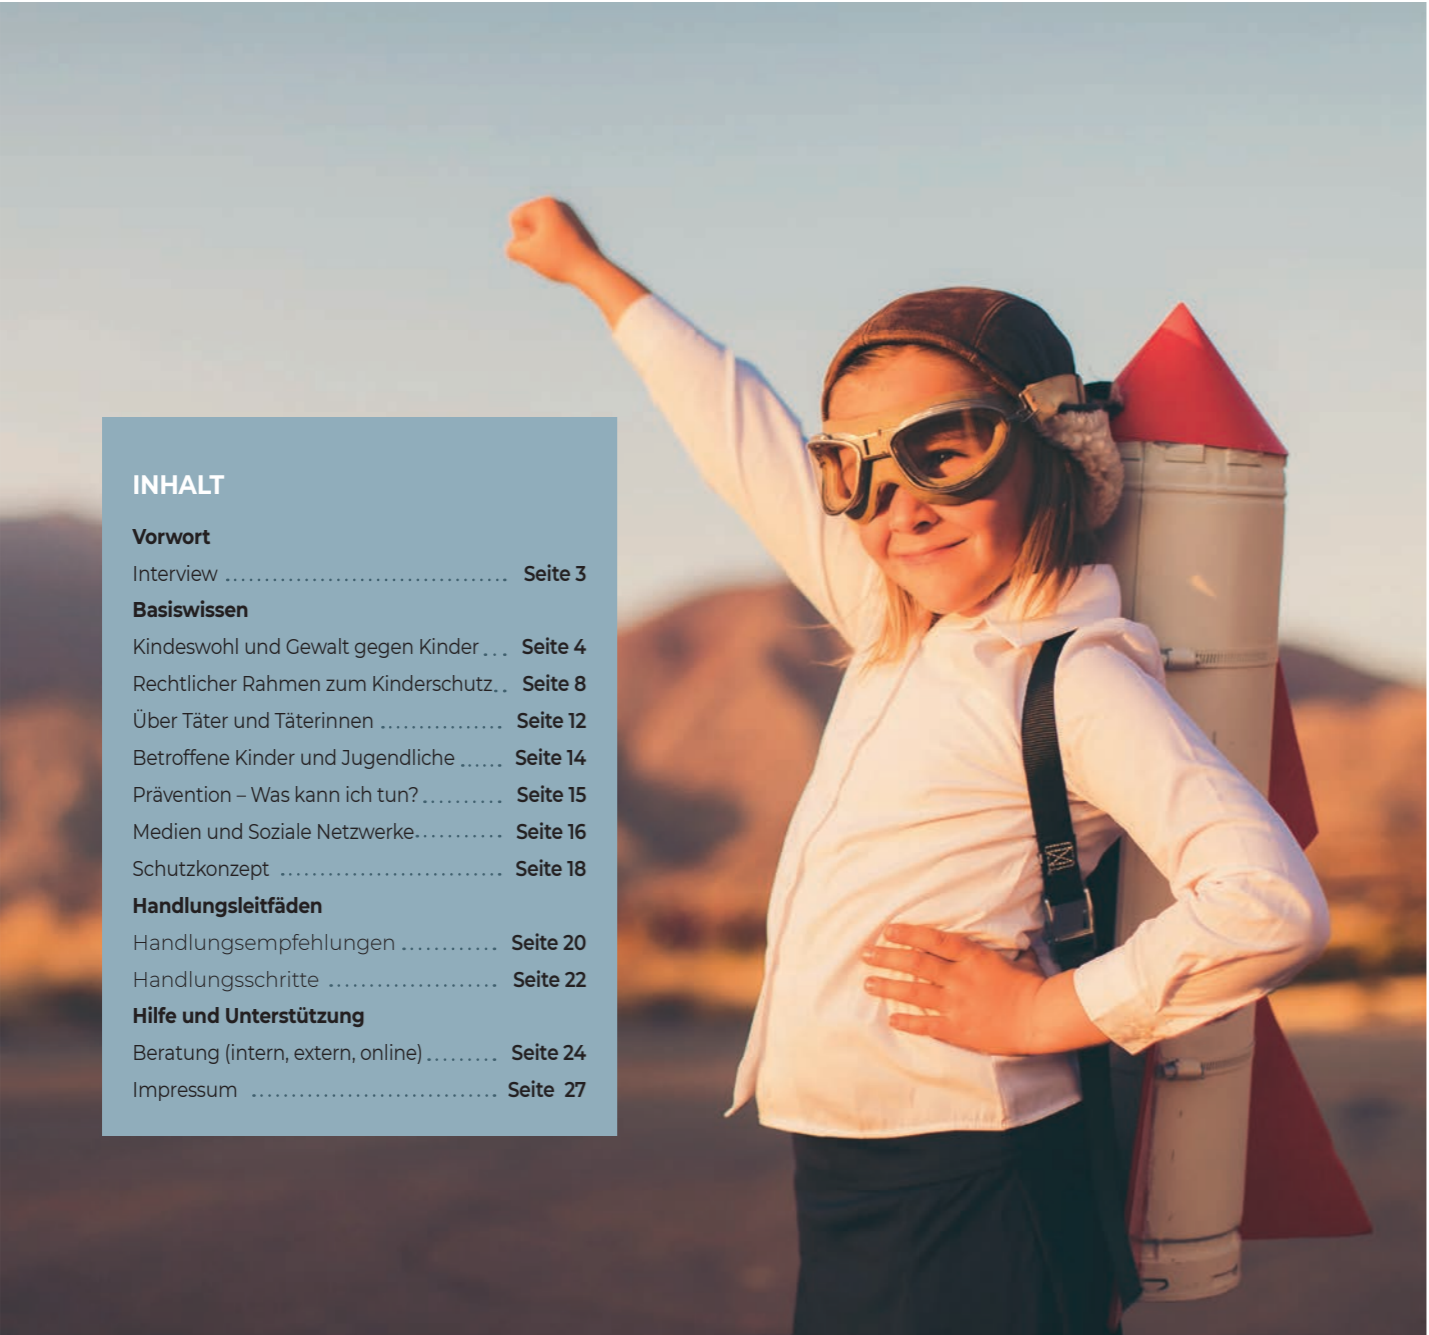 INHALT
Vorwort
Interview .................................... Seite 3
Basiswissen
Kindeswohl und Gewalt gegen Kinder ... Seite 4
Rechtlicher Rahmen zum Kinderschutz.. Seite 8
Über Täter und Täterinnen ................ Seite 12
Betroffene Kinder und Jugendliche ...... Seite 14
Prävention – Was kann ich tun?.......... Seite 15
Medien und Soziale Netzwerke........... Seite 16
Schutzkonzept ............................ Seite 18
Handlungsleitfäden
Handlungsempfehlungen ............ Seite 20
Handlungsschritte ..................... Seite 22
Hilfe und Unterstützung
Beratung (intern, extern, online) ......... Seite 24
Impressum ............................... Seite 27